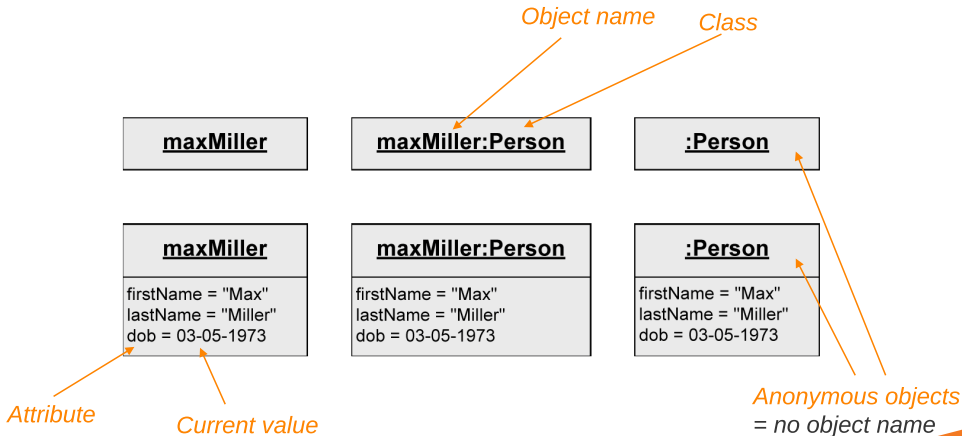 Object name
Class
maxMiller
maxMiller:Person
:Person
maxMiller
maxMiller:Person
:Person
firstName = "Max"
lastName = "Miller"
dob = 03-05-1973
firstName = "Max"
lastName = "Miller"
dob = 03-05-1973
firstName = "Max"
lastName = "Miller"
dob = 03-05-1973
Attribute
Current value
Anonymous objects
= no object name